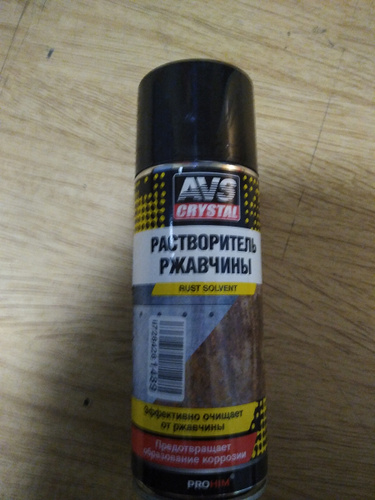 AVS
CRYSTAL
РАСТВОРИТЕЛЬ
РЖАВЧИНЫ
RUST SOLVENT
Эффективно очищает
от ржавчины
Предотвращает
образование коррозии
PROHIM